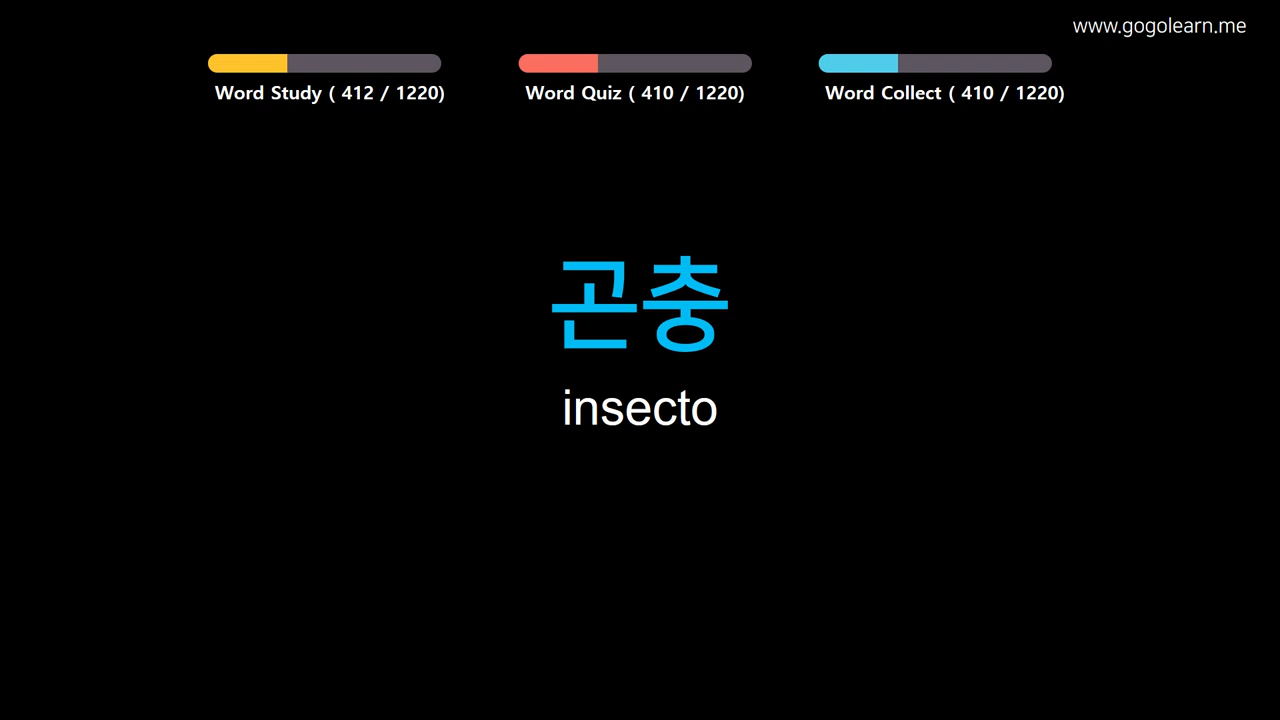 www.gogolearn.me
Word Study ( 412 / 1220)
Word Quiz ( 410 / 1220)
Word Collect ( 410 / 1220)
곤충
insecto